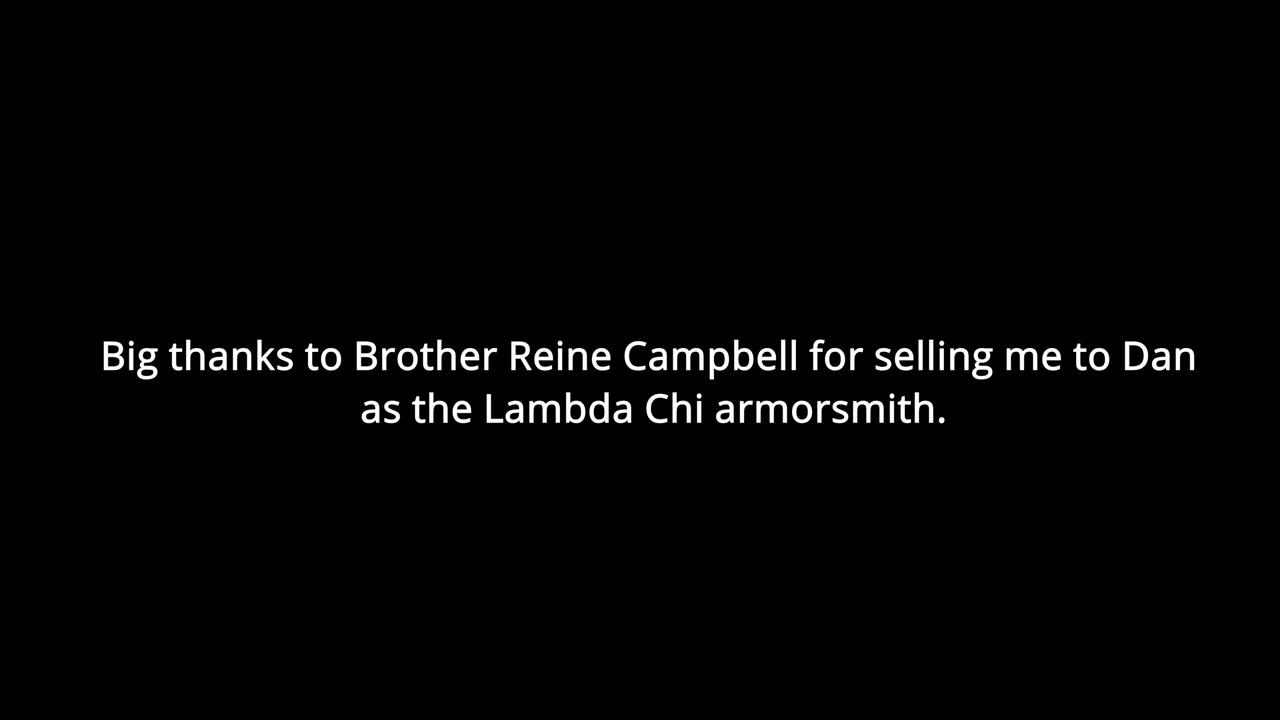 Big thanks to Brother Reine Campbell for selling me to Dan
as the Lambda Chi armorsmith.